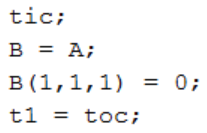 tic;
B = A;
B(1,1,1) = 0;
t1 = toc;